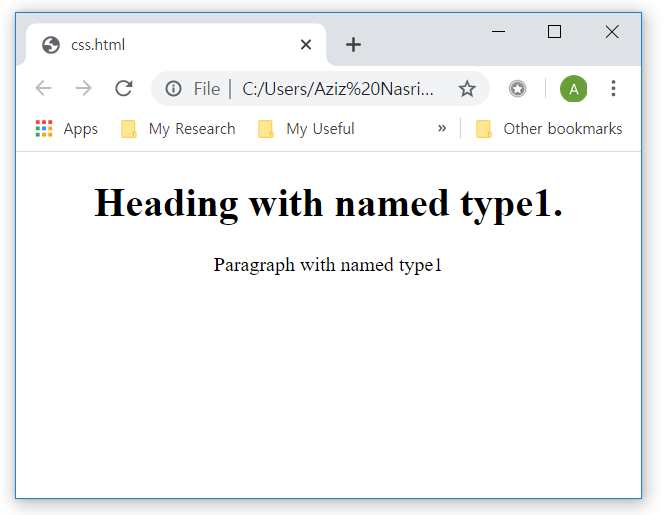 css.html
File | C:/Users/Aziz%20Nasri...
A
Apps My Research My Useful » Other bookmarks
Heading with named type1.
Paragraph with named type1